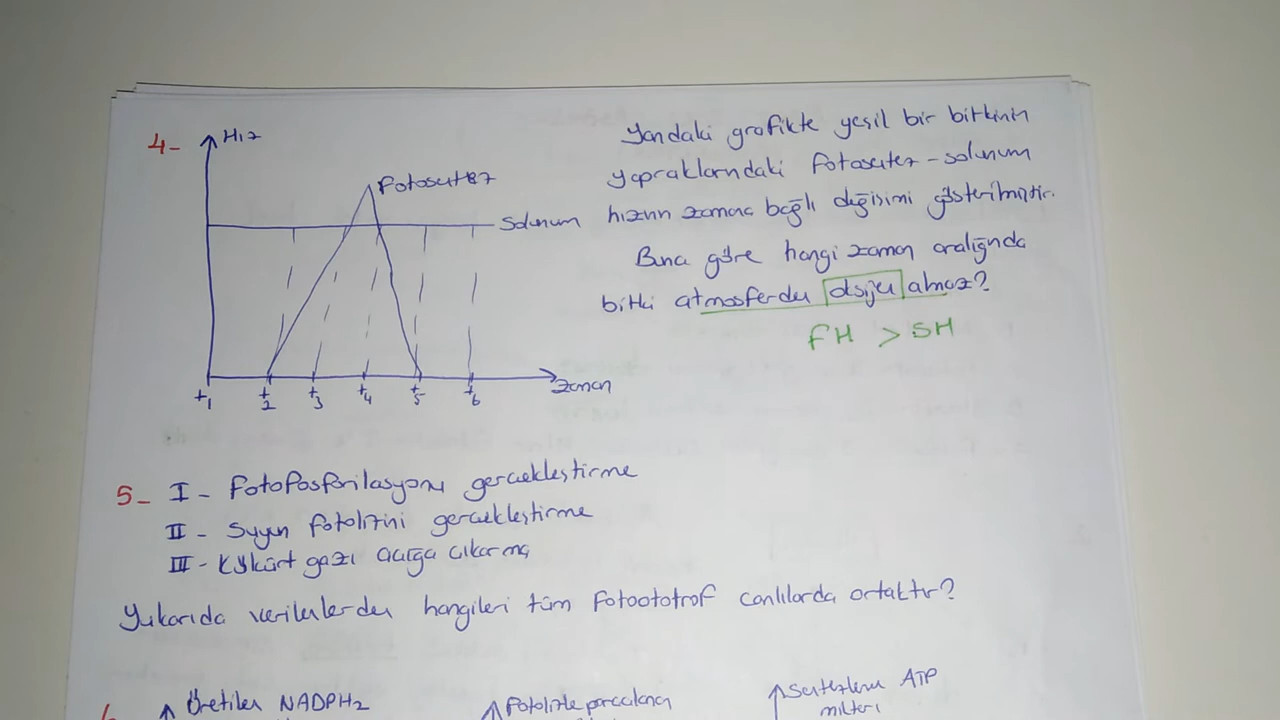 4-
Hız
fotosentez
Solunum
t1 t2 t3 t4 t5 t6
zaman
Yandaki grafikte yeşil bir bitkinin
yapraklarındaki fotosentez - solunum
hızının zamana bağlı değişimi gösterilmiştir.
Buna göre hangi zaman aralığında
bitki atmosferden oksijen almaz?
FH > SH
5- I - Fotofosforilasyonu gerçekleştirme
II - Suyun fotolizini gerçekleştirme
III - Kükürt gazı açığa çıkarma
Yukarıda verilenlerden hangileri tüm fotoototrof canlılarda ortaktır?
Üretilen NADPH2
Fotolizle parçalanan
Sentezlenen ATP
miktarı